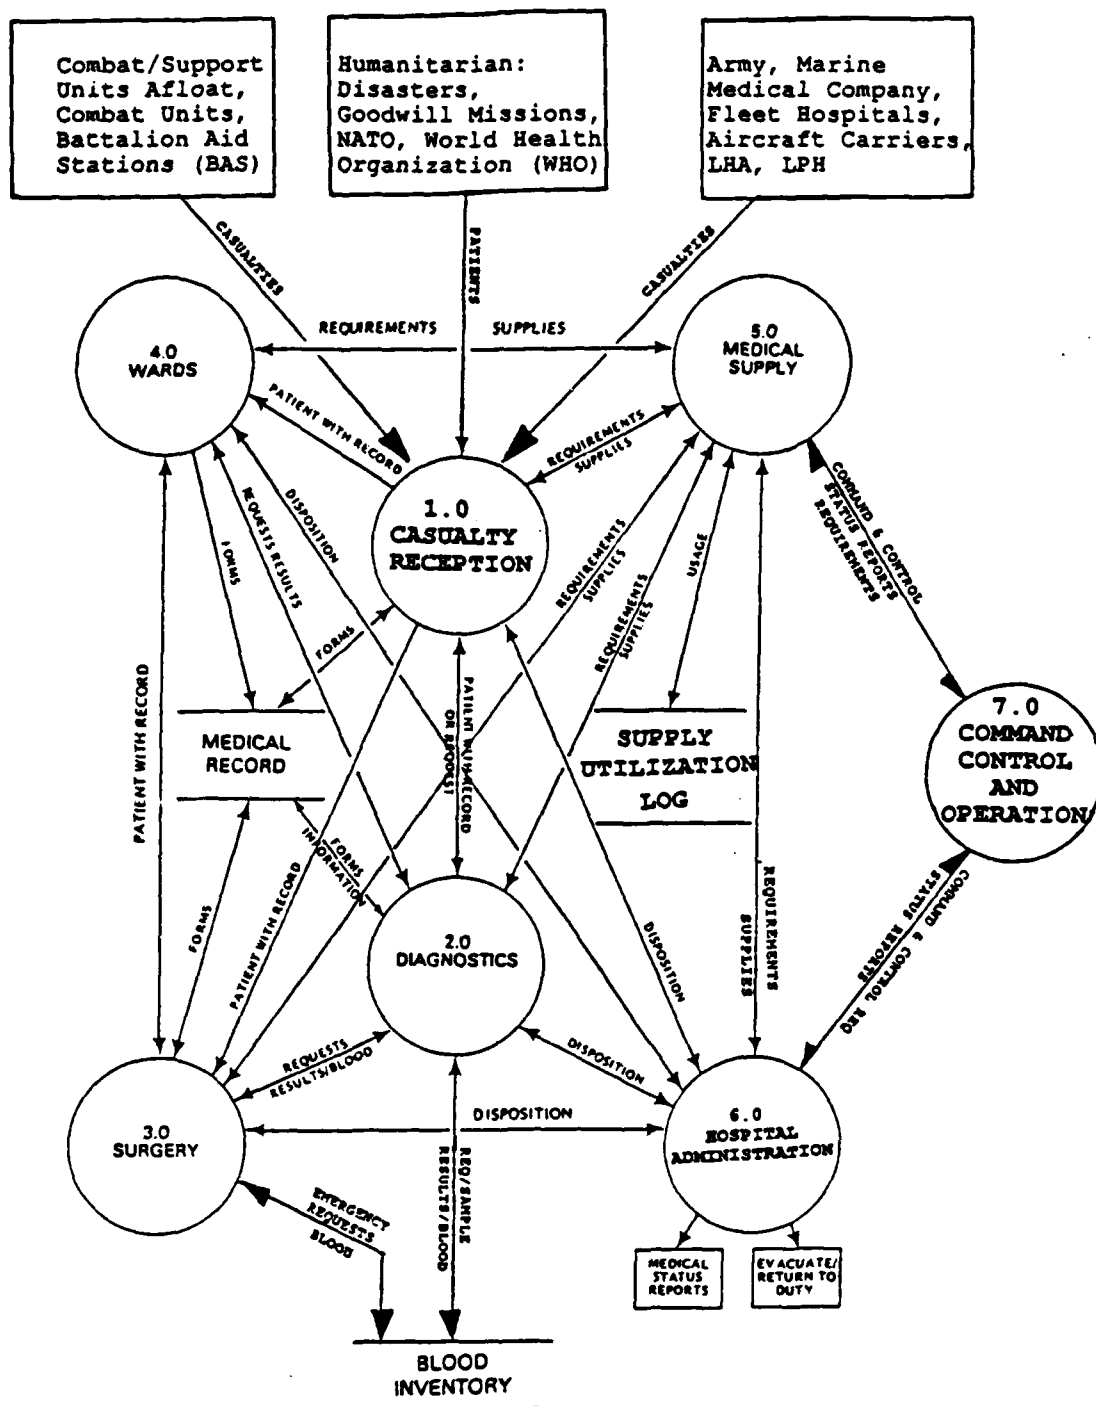 Combat/Support
Units Afloat,
Combat Units,
Battalion Aid
Stations (BAS)
Humanitarian:
Disasters,
Goodwill Missions,
NATO, World Health
Organization (WHO)
Army, Marine
Medical Company,
Fleet Hospitals,
Aircraft Carriers,
LHA, LPH
CASUALTIES
PATIENTS
CASUALTIES
4.0
WARDS
REQUIREMENTS
SUPPLIES
5.0
MEDICAL
SUPPLY
PATIENT WITH RECORD
REQUIREMENTS
SUPPLIES
1.0
CASUALTY
RECEPTION
FORMS
REQUESTS RESULTS
DISPOSITION
REQUIREMENTS
SUPPLIES
REQUIREMENTS
SUPPLIES
USAGE
COMMAND & CONTROL
STATUS REPORTS
REQUIREMENTS
FORMS
PATIENT WITH RECORD
MEDICAL
RECORD
PATIENT WITH RECORD
OR REQUEST
SUPPLY
UTILIZATION
LOG
7.0
COMMAND
CONTROL
AND
OPERATION
FORMS
INFORMATION
FORMS
PATIENT WITH RECORD
2.0
DIAGNOSTICS
DISPOSITION
REQUIREMENTS
SUPPLIES
COMMAND & CONTROL REQ
STATUS REPORTS
REQUESTS
RESULTS/BLOOD
DISPOSITION
3.0
SURGERY
DISPOSITION
6.0
HOSPITAL
ADMINISTRATION
EMERGENCY
REQUESTS
BLOOD
REQ/SAMPLE
RESULTS/BLOOD
MEDICAL
STATUS
REPORTS
EVACUATE/
RETURN TO
DUTY
BLOOD
INVENTORY